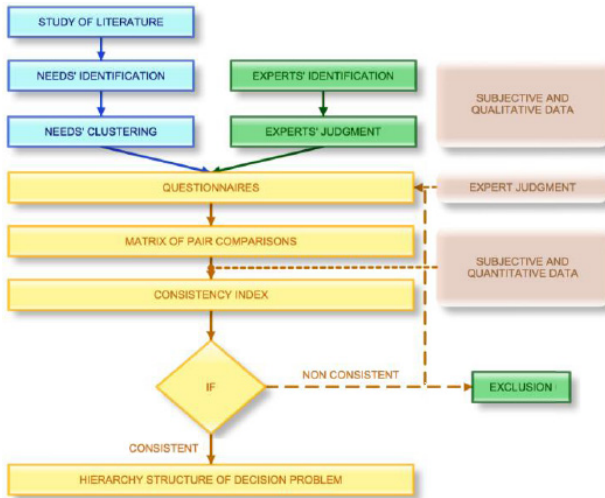 STUDY OF LITERATURE
NEEDS' IDENTIFICATION
EXPERTS' IDENTIFICATION
SUBJECTIVE AND
QUALITATIVE DATA
NEEDS' CLUSTERING
EXPERTS' JUDGMENT
QUESTIONNAIRES
EXPERT JUDGMENT
MATRIX OF PAIR COMPARISONS
SUBJECTIVE AND
QUANTITATIVE DATA
CONSISTENCY INDEX
IF
NON CONSISTENT
EXCLUSION
CONSISTENT
HIERARCHY STRUCTURE OF DECISION PROBLEM